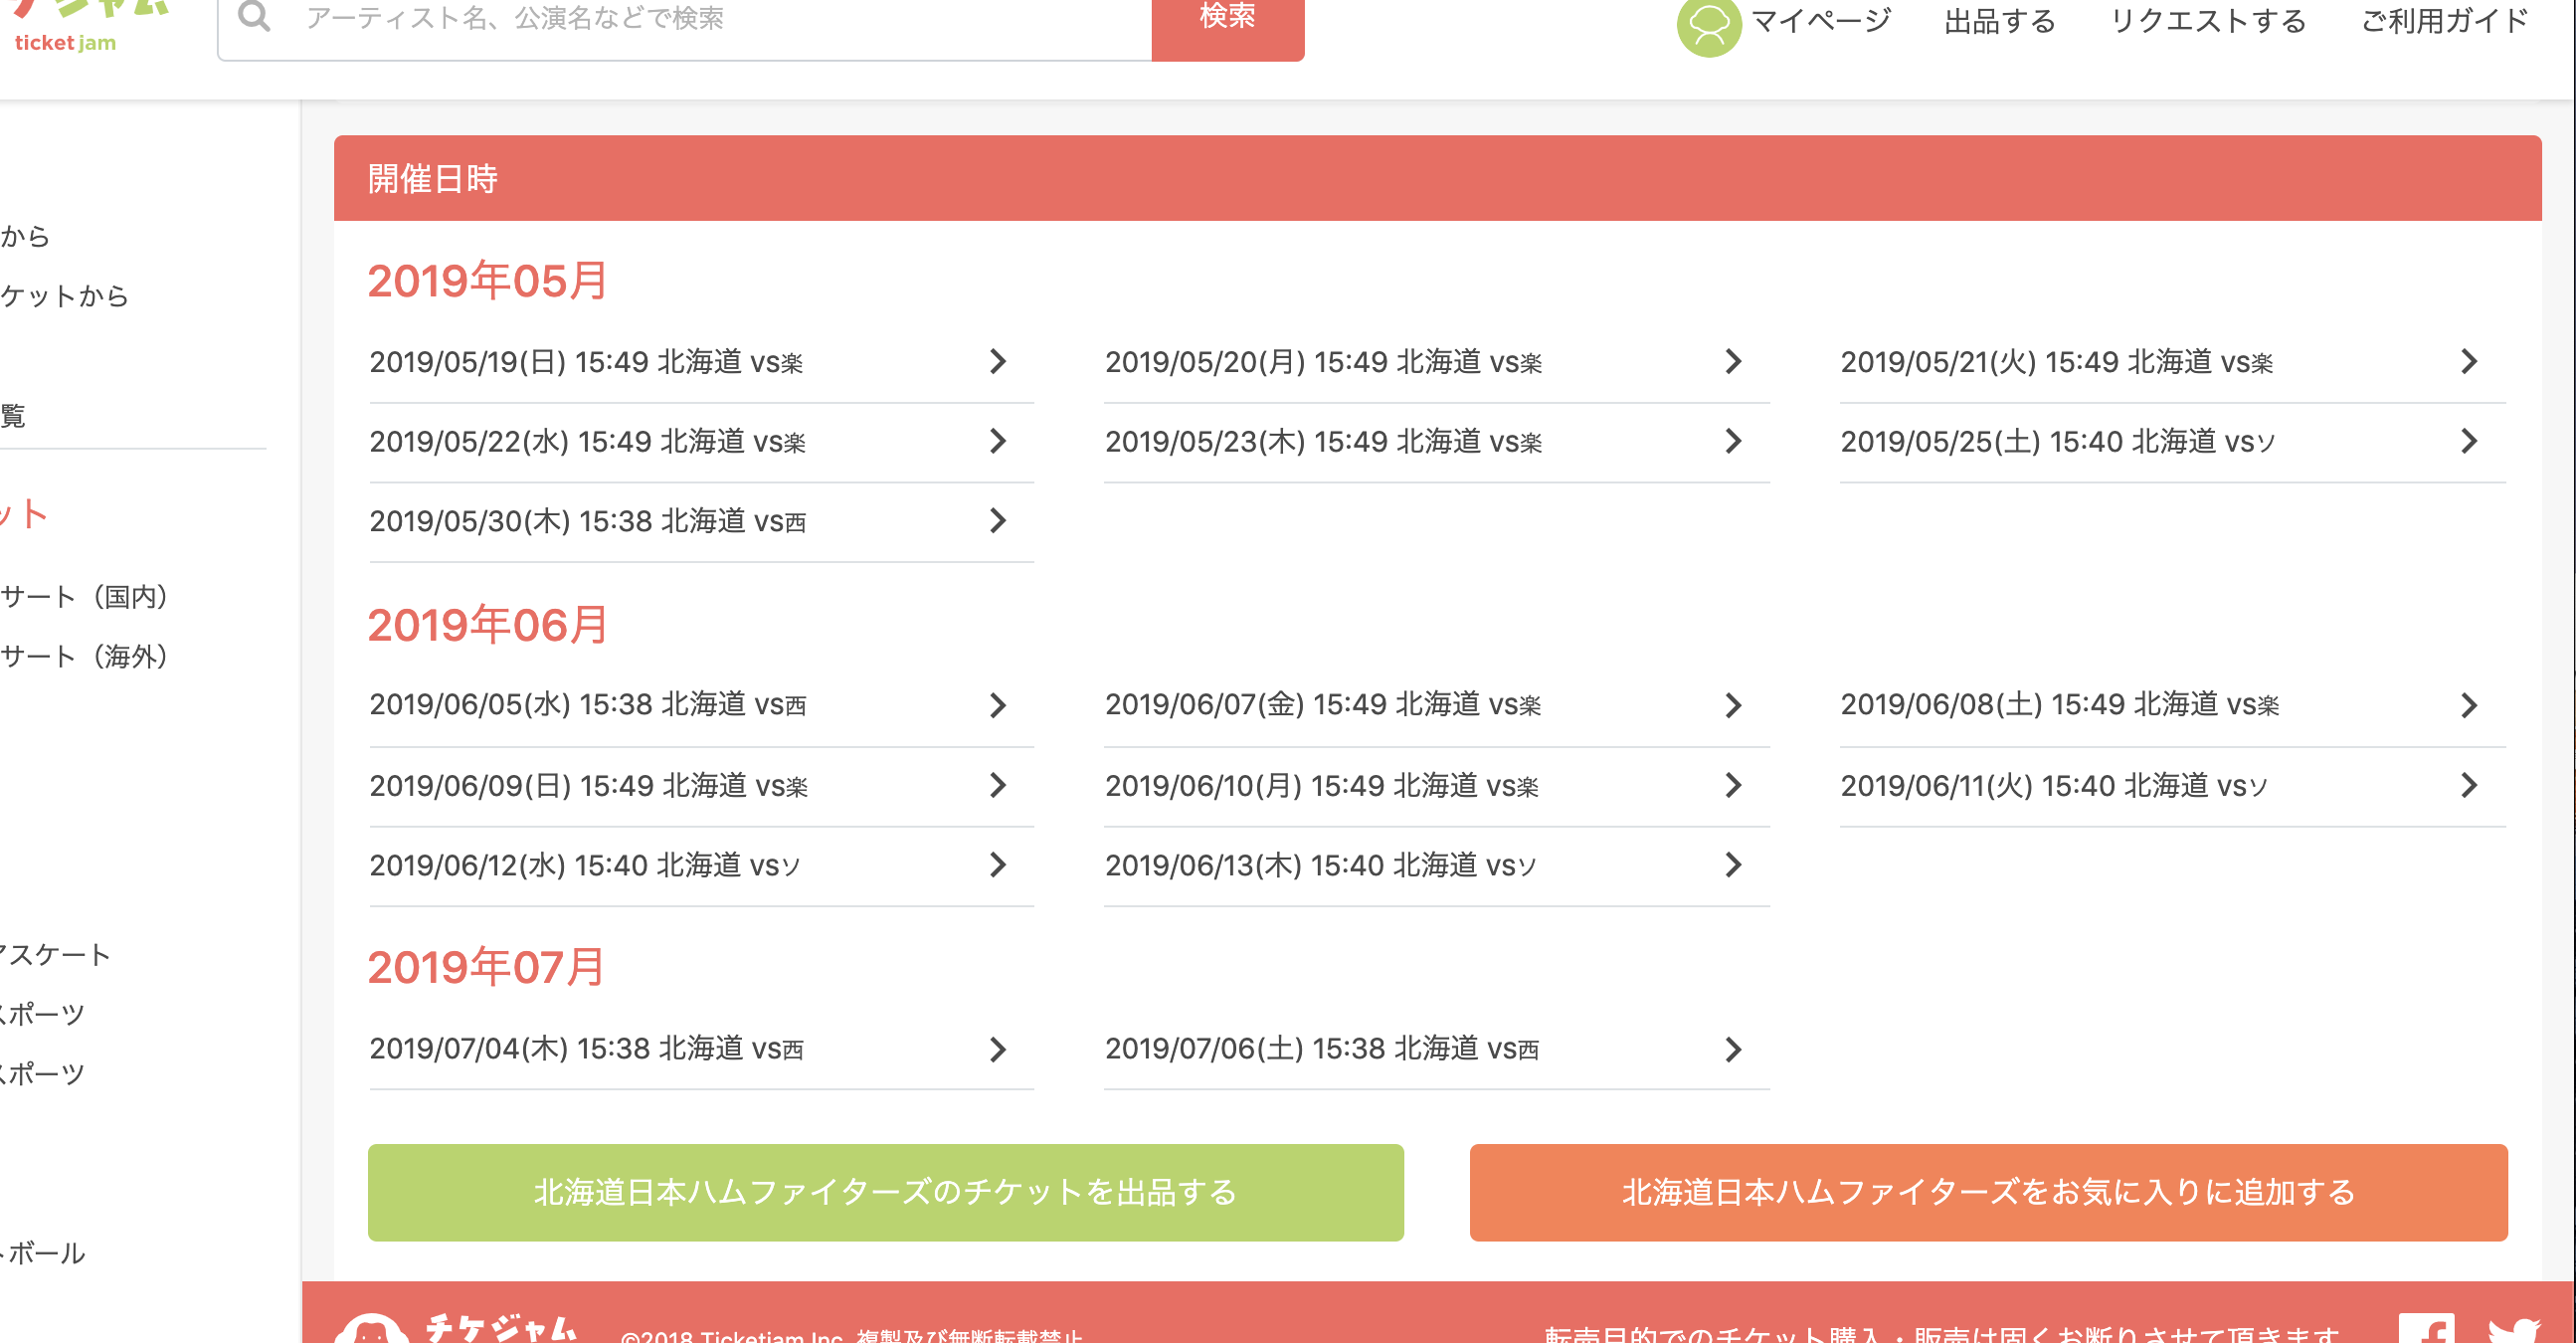 チケジャム
ticket jam
アーティスト名、公演名などで検索
検索
マイページ
出品する
リクエストする
ご利用ガイド
から
ケットから
覧
ット
サート（国内）
サート（海外）
アスケート
スポーツ
スポーツ
トボール
開催日時
2019年05月
2019/05/19(日) 15:49 北海道 vs楽
2019/05/20(月) 15:49 北海道 vs楽
2019/05/21(火) 15:49 北海道 vs楽
2019/05/22(水) 15:49 北海道 vs楽
2019/05/23(木) 15:49 北海道 vs楽
2019/05/25(土) 15:40 北海道 vsソ
2019/05/30(木) 15:38 北海道 vs西
2019年06月
2019/06/05(水) 15:38 北海道 vs西
2019/06/07(金) 15:49 北海道 vs楽
2019/06/08(土) 15:49 北海道 vs楽
2019/06/09(日) 15:49 北海道 vs楽
2019/06/10(月) 15:49 北海道 vs楽
2019/06/11(火) 15:40 北海道 vsソ
2019/06/12(水) 15:40 北海道 vsソ
2019/06/13(木) 15:40 北海道 vsソ
2019年07月
2019/07/04(木) 15:38 北海道 vs西
2019/07/06(土) 15:38 北海道 vs西
北海道日本ハムファイターズのチケットを出品する
北海道日本ハムファイターズをお気に入りに追加する
チケジャム
©2018 Ticketjam Inc. 複製及び無断転載禁止
転売目的でのチケット購入・販売は固くお断りさせて頂きます